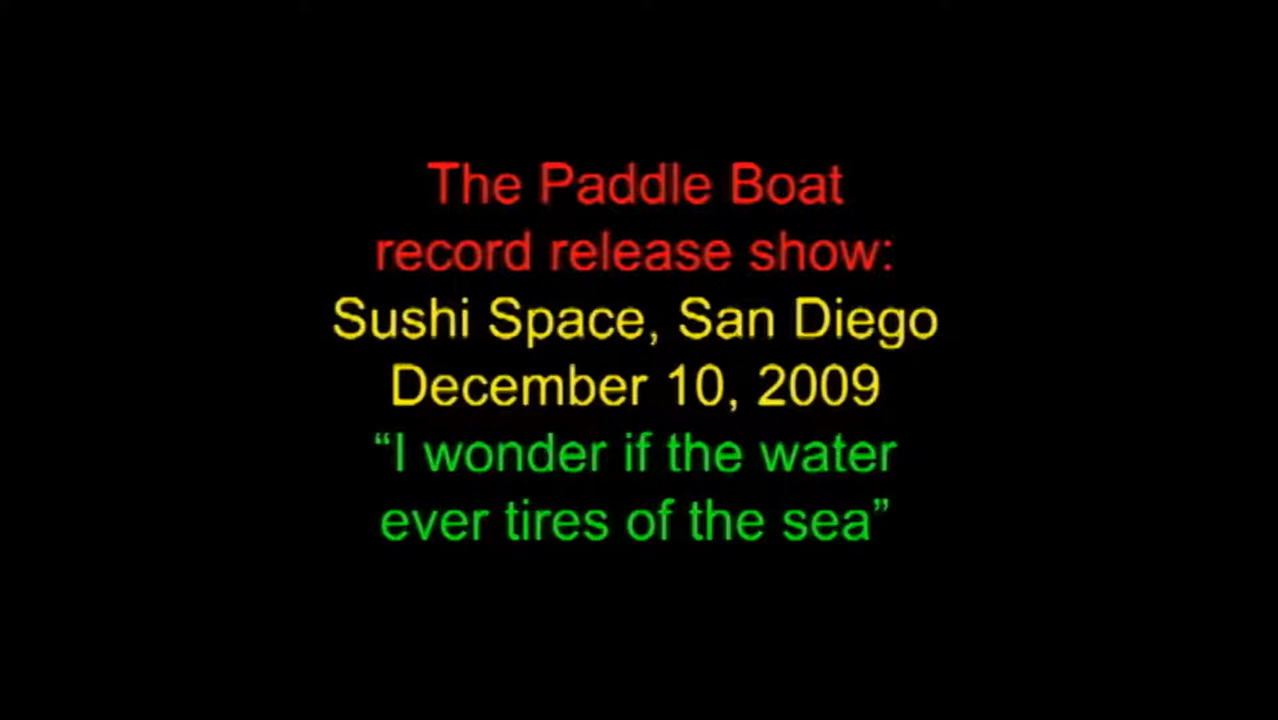 The Paddle Boat
record release show:
Sushi Space, San Diego
December 10, 2009
“I wonder if the water
ever tires of the sea”